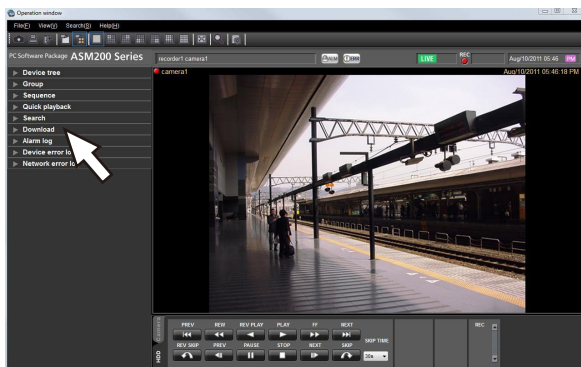 Operation window
File(F) View(V) Search(S) Help(H)
PC Software Package ASM200 Series
recorder1 camera1
ALM
ERR
LIVE
REC
Aug/10/2011 05:46 PM
Device tree
Group
Sequence
Quick playback
Search
Download
Alarm log
Device error lo
Network error lo
camera1
Aug/10/2011 05:46:18 PM
Camera
HDD
PREV REW REV PLAY PLAY FF NEXT
REV SKIP PREV PAUSE STOP NEXT SKIP
SKIP TIME
30s
REC